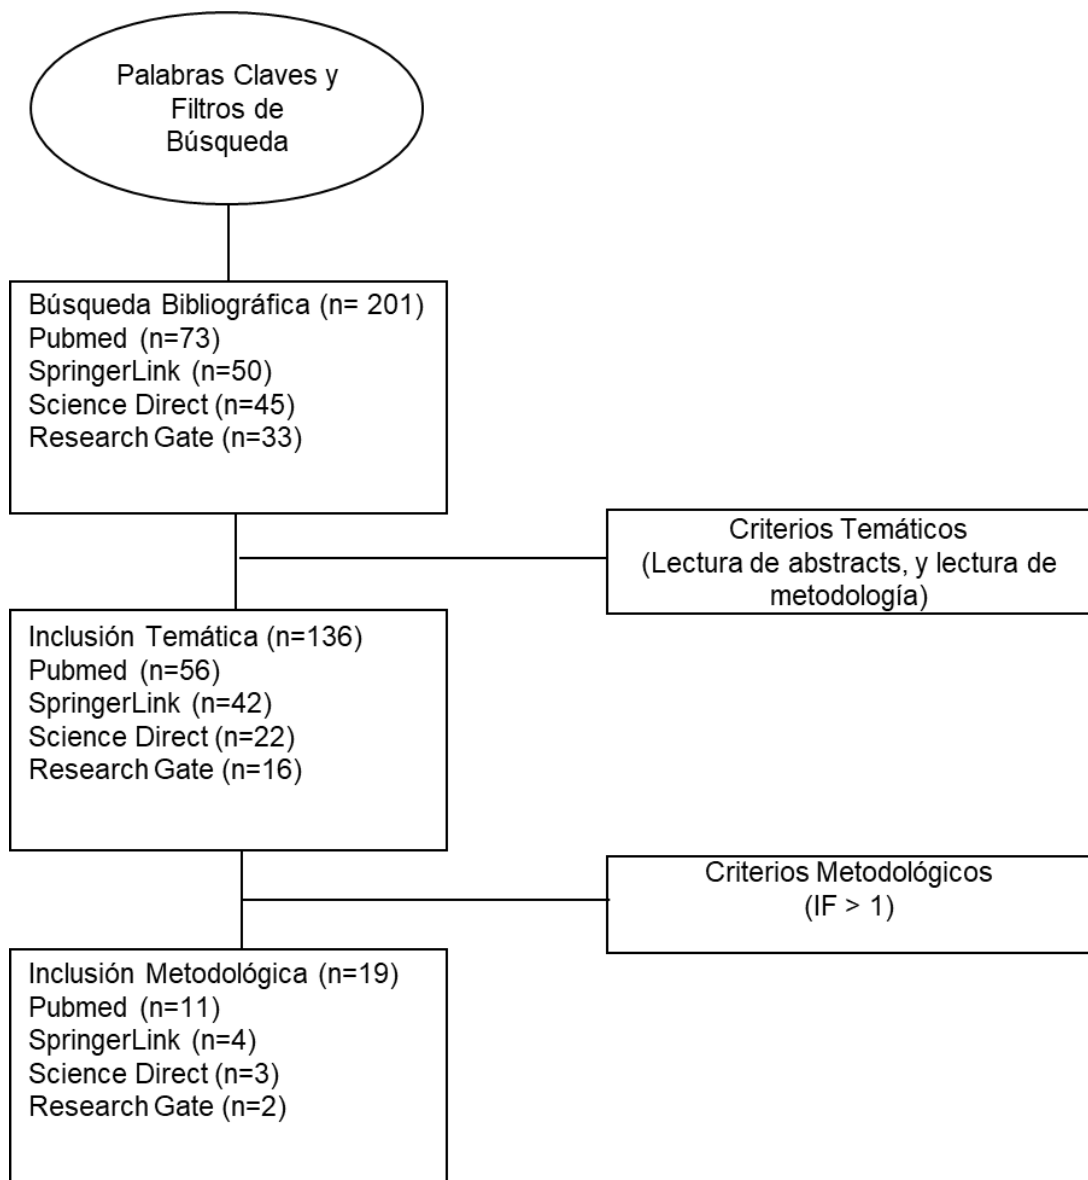 Palabras Claves y
Filtros de
Búsqueda
Búsqueda Bibliográfica (n= 201)
Pubmed (n=73)
SpringerLink (n=50)
Science Direct (n=45)
Research Gate (n=33)
Criterios Temáticos
(Lectura de abstracts, y lectura de
metodología)
Inclusión Temática (n=136)
Pubmed (n=56)
SpringerLink (n=42)
Science Direct (n=22)
Research Gate (n=16)
Criterios Metodológicos
(IF > 1)
Inclusión Metodológica (n=19)
Pubmed (n=11)
SpringerLink (n=4)
Science Direct (n=3)
Research Gate (n=2)